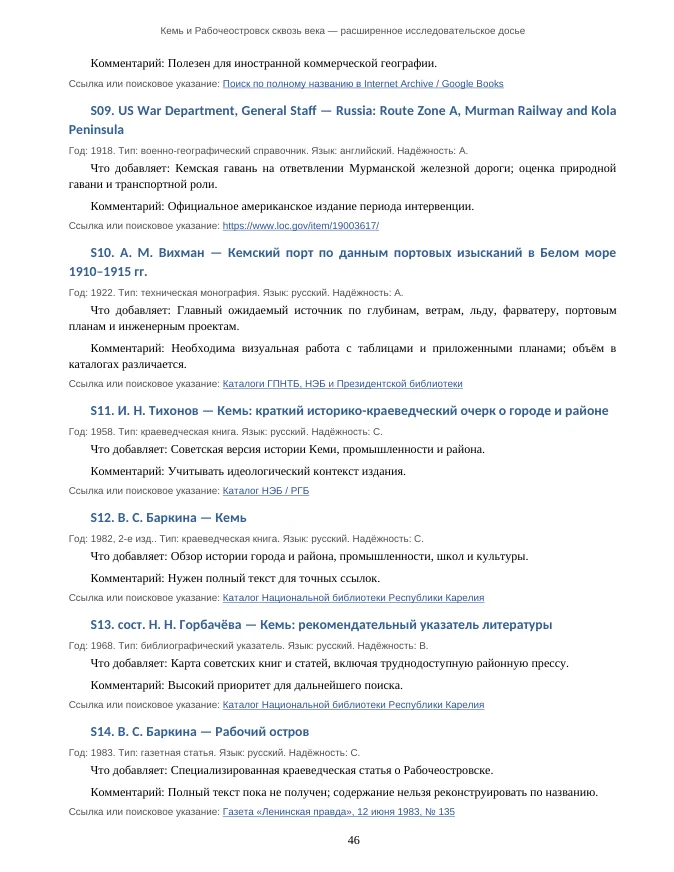 Кемь и Рабочеостровск сквозь века — расширенное исследовательское досье
Комментарий: Полезен для иностранной коммерческой географии.
Ссылка или поисковое указание: Поиск по полному названию в Internet Archive / Google Books
S09. US War Department, General Staff — Russia: Route Zone A, Murman Railway and Kola
Peninsula
Год: 1918. Тип: военно-географический справочник. Язык: английский. Надёжность: A.
Что добавляет: Кемская гавань на ответвлении Мурманской железной дороги; оценка природной
гавани и транспортной роли.
Комментарий: Официальное американское издание периода интервенции.
Ссылка или поисковое указание: https://www.loc.gov/item/19003617/
S10. А. М. Вихман — Кемский порт по данным портовых изысканий в Белом море
1910–1915 гг.
Год: 1922. Тип: техническая монография. Язык: русский. Надёжность: A.
Что добавляет: Главный ожидаемый источник по глубинам, ветрам, льду, фарватеру, портовым
планам и инженерным проектам.
Комментарий: Необходима визуальная работа с таблицами и приложенными планами; объём в
каталогах различается.
Ссылка или поисковое указание: Каталоги ГПНТБ, НЭБ и Президентской библиотеки
S11. И. Н. Тихонов — Кемь: краткий историко-краеведческий очерк о городе и районе
Год: 1958. Тип: краеведческая книга. Язык: русский. Надёжность: C.
Что добавляет: Советская версия истории Кеми, промышленности и района.
Комментарий: Учитывать идеологический контекст издания.
Ссылка или поисковое указание: Каталог НЭБ / РГБ
S12. В. С. Баркина — Кемь
Год: 1982, 2-е изд.. Тип: краеведческая книга. Язык: русский. Надёжность: C.
Что добавляет: Обзор истории города и района, промышленности, школ и культуры.
Комментарий: Нужен полный текст для точных ссылок.
Ссылка или поисковое указание: Каталог Национальной библиотеки Республики Карелия
S13. сост. Н. Н. Горбачёва — Кемь: рекомендательный указатель литературы
Год: 1968. Тип: библиографический указатель. Язык: русский. Надёжность: B.
Что добавляет: Карта советских книг и статей, включая труднодоступную районную прессу.
Комментарий: Высокий приоритет для дальнейшего поиска.
Ссылка или поисковое указание: Каталог Национальной библиотеки Республики Карелия
S14. В. С. Баркина — Рабочий остров
Год: 1983. Тип: газетная статья. Язык: русский. Надёжность: C.
Что добавляет: Специализированная краеведческая статья о Рабочеостровске.
Комментарий: Полный текст пока не получен; содержание нельзя реконструировать по названию.
Ссылка или поисковое указание: Газета «Ленинская правда», 12 июня 1983, № 135
46